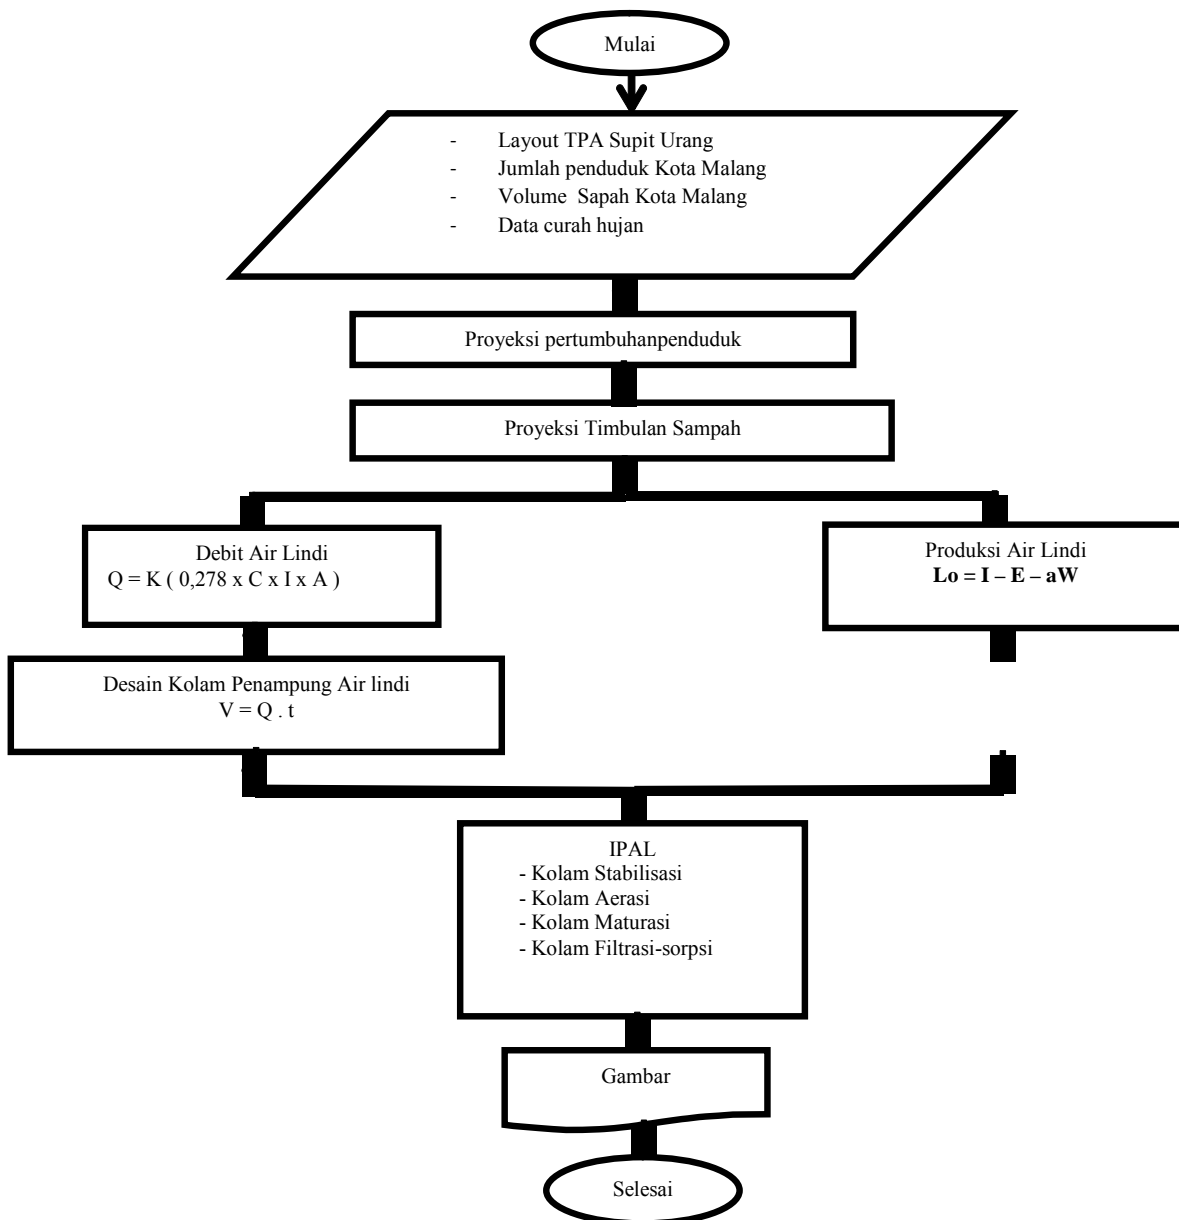 Mulai
- Layout TPA Supit Urang
- Jumlah penduduk Kota Malang
- Volume Sapah Kota Malang
- Data curah hujan
Proyeksi pertumbuhanpenduduk
Proyeksi Timbulan Sampah
Debit Air Lindi
Q = K ( 0,278 x C x I x A )
Produksi Air Lindi
Lo = I – E – aW
Desain Kolam Penampung Air lindi
V = Q . t
IPAL
- Kolam Stabilisasi
- Kolam Aerasi
- Kolam Maturasi
- Kolam Filtrasi-sorpsi
Gambar
Selesai